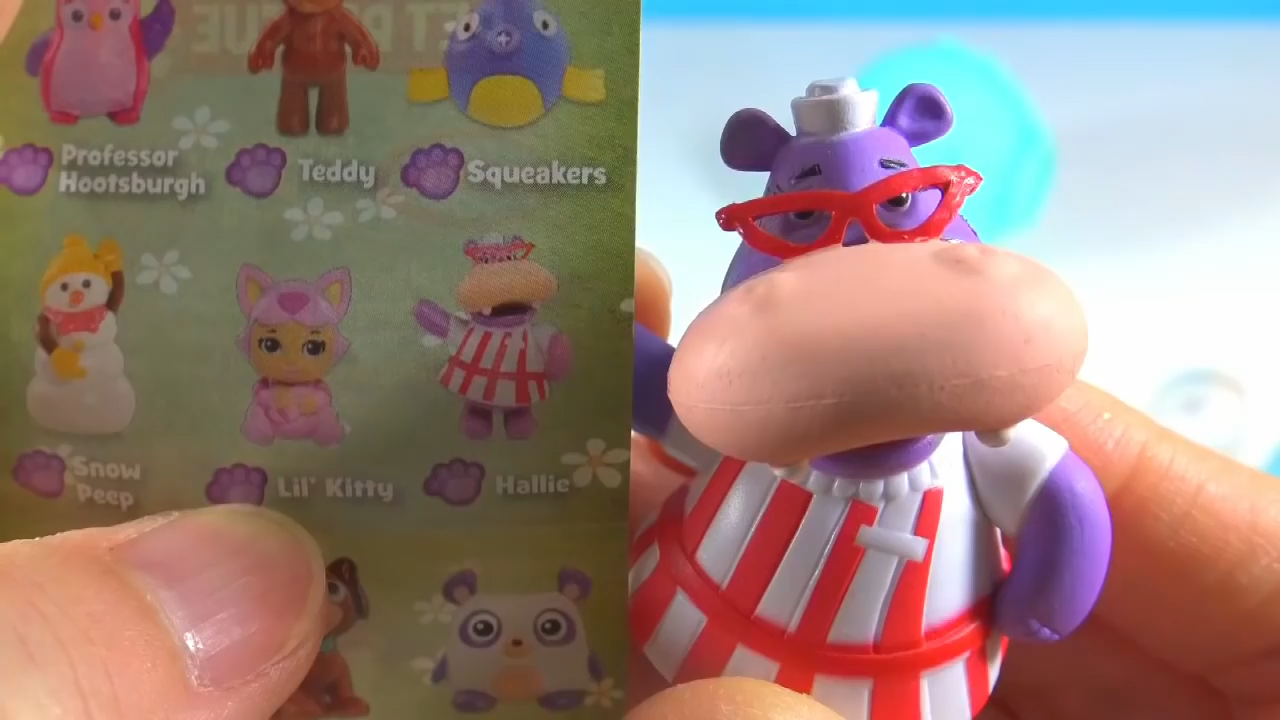 Professor
Hootsburgh
Teddy
Squeakers
Snow
Peep
Lil' Kitty
Hallie